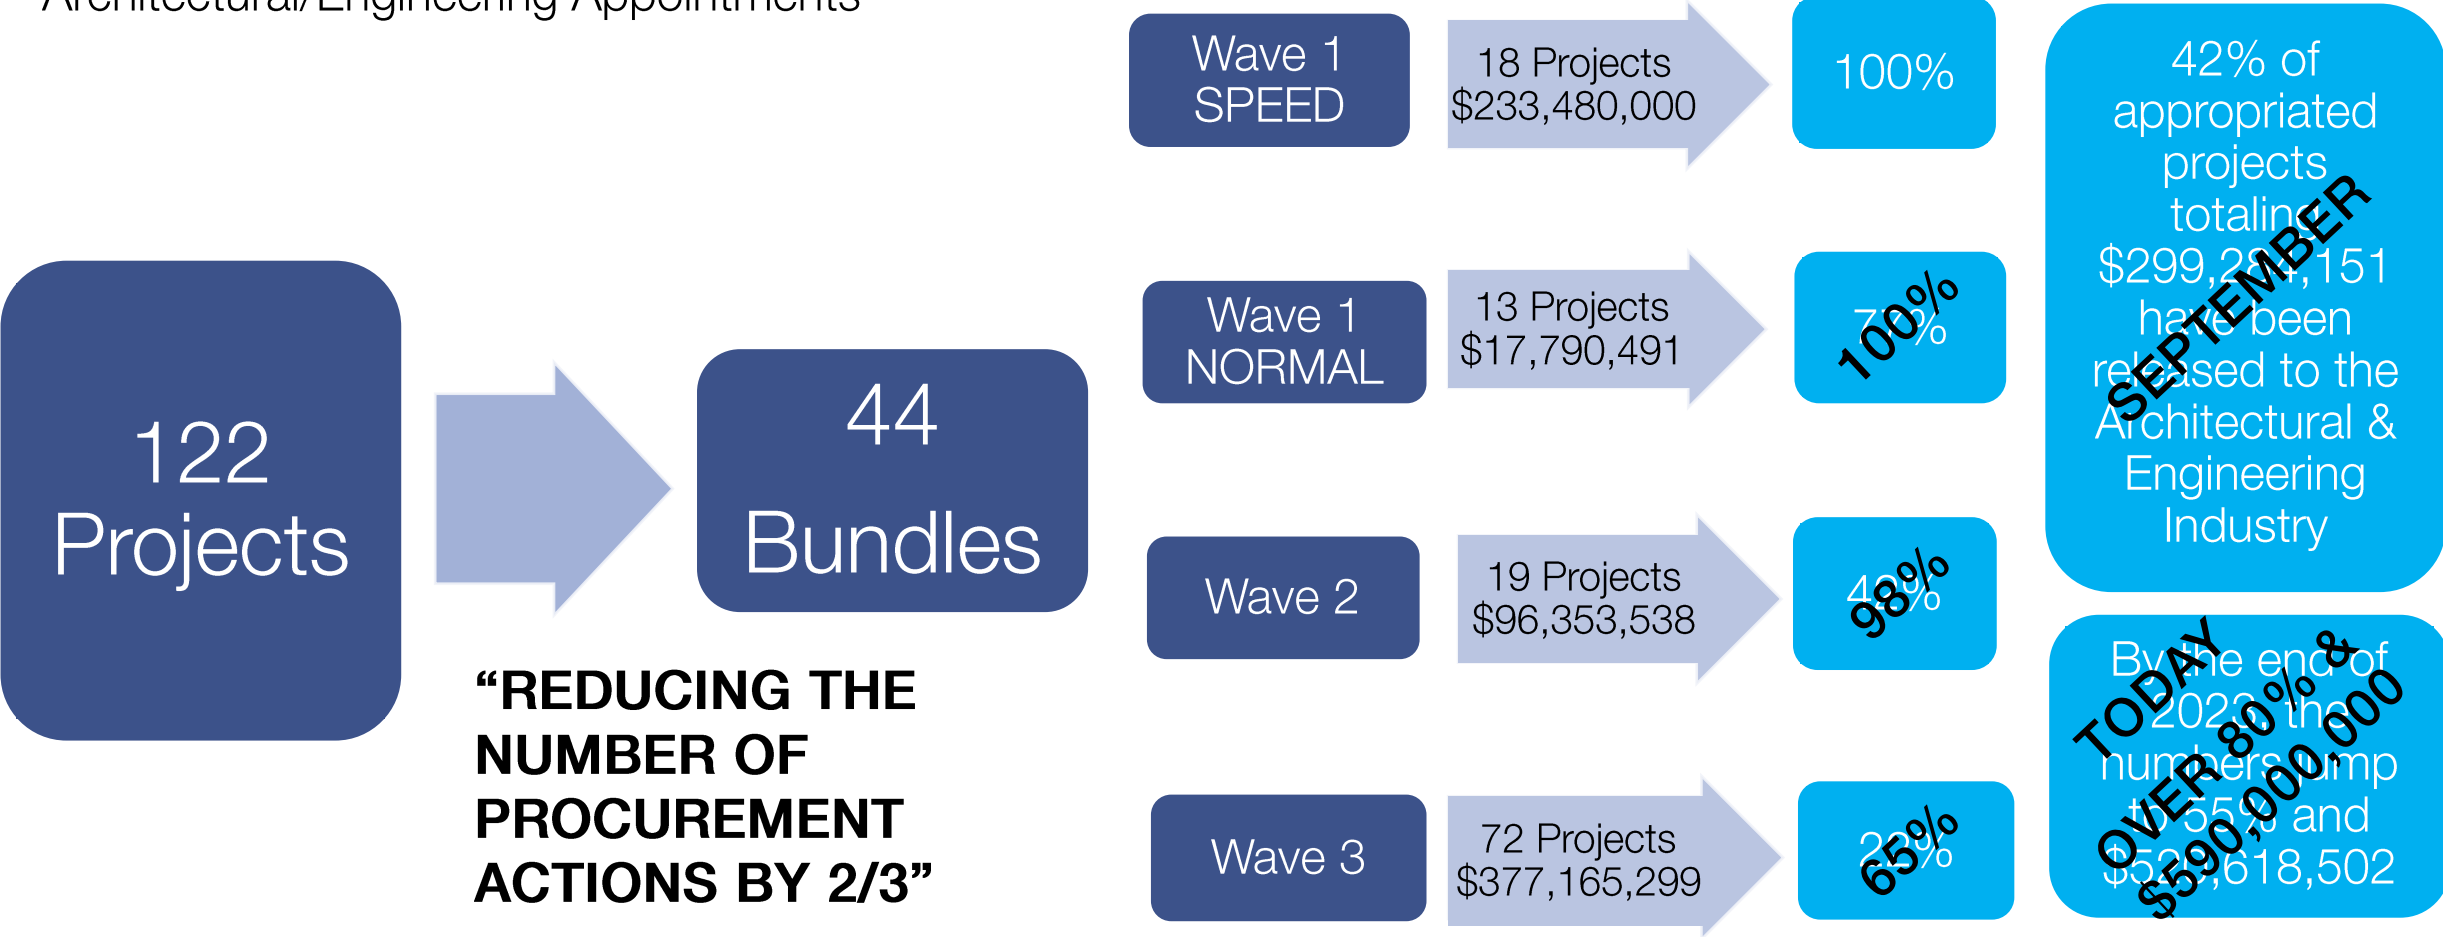 Architectural/Engineering Appointments
122
Projects
44
Bundles
“REDUCING THE
NUMBER OF
PROCUREMENT
ACTIONS BY 2/3”
Wave 1
SPEED
18 Projects
$233,480,000
100%
Wave 1
NORMAL
13 Projects
$17,790,491
100%
Wave 2
19 Projects
$96,353,538
42%
98%
Wave 3
72 Projects
$377,165,299
65%
42% of
appropriated
projects
totaling
$299,284,151
have been
released to the
Architectural &
Engineering
Industry
SEPTEMBER
By the end of
2023, the
numbers jump
to 55% and
TODAY
OVER 80% &
$590,000,000